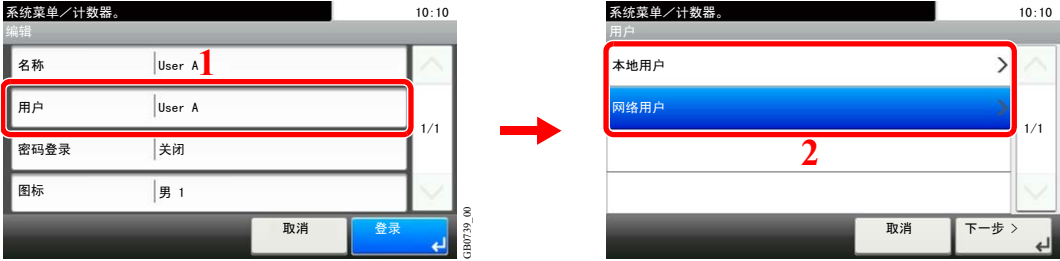 系统菜单／计数器。 10:10
编辑
名称 User A
1
用户 User A
1/1
密码登录 关闭
图标 男 1
取消 登录
GB0739_00
系统菜单／计数器。 10:10
用户
本地用户
网络用户
1/1
2
取消 下一步 >